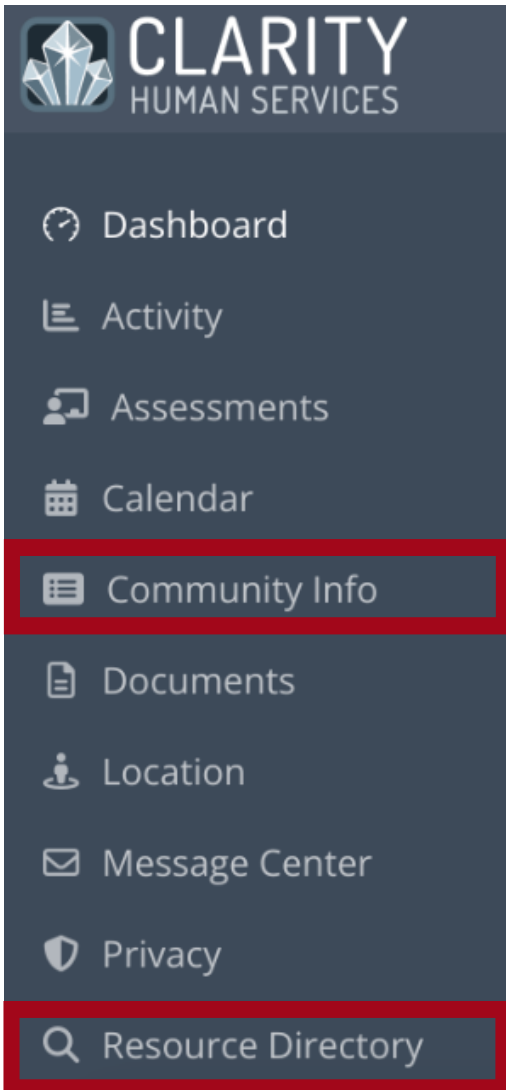 CLARITY
HUMAN SERVICES
Dashboard
Activity
Assessments
Calendar
Community Info
Documents
Location
Message Center
Privacy
Resource Directory